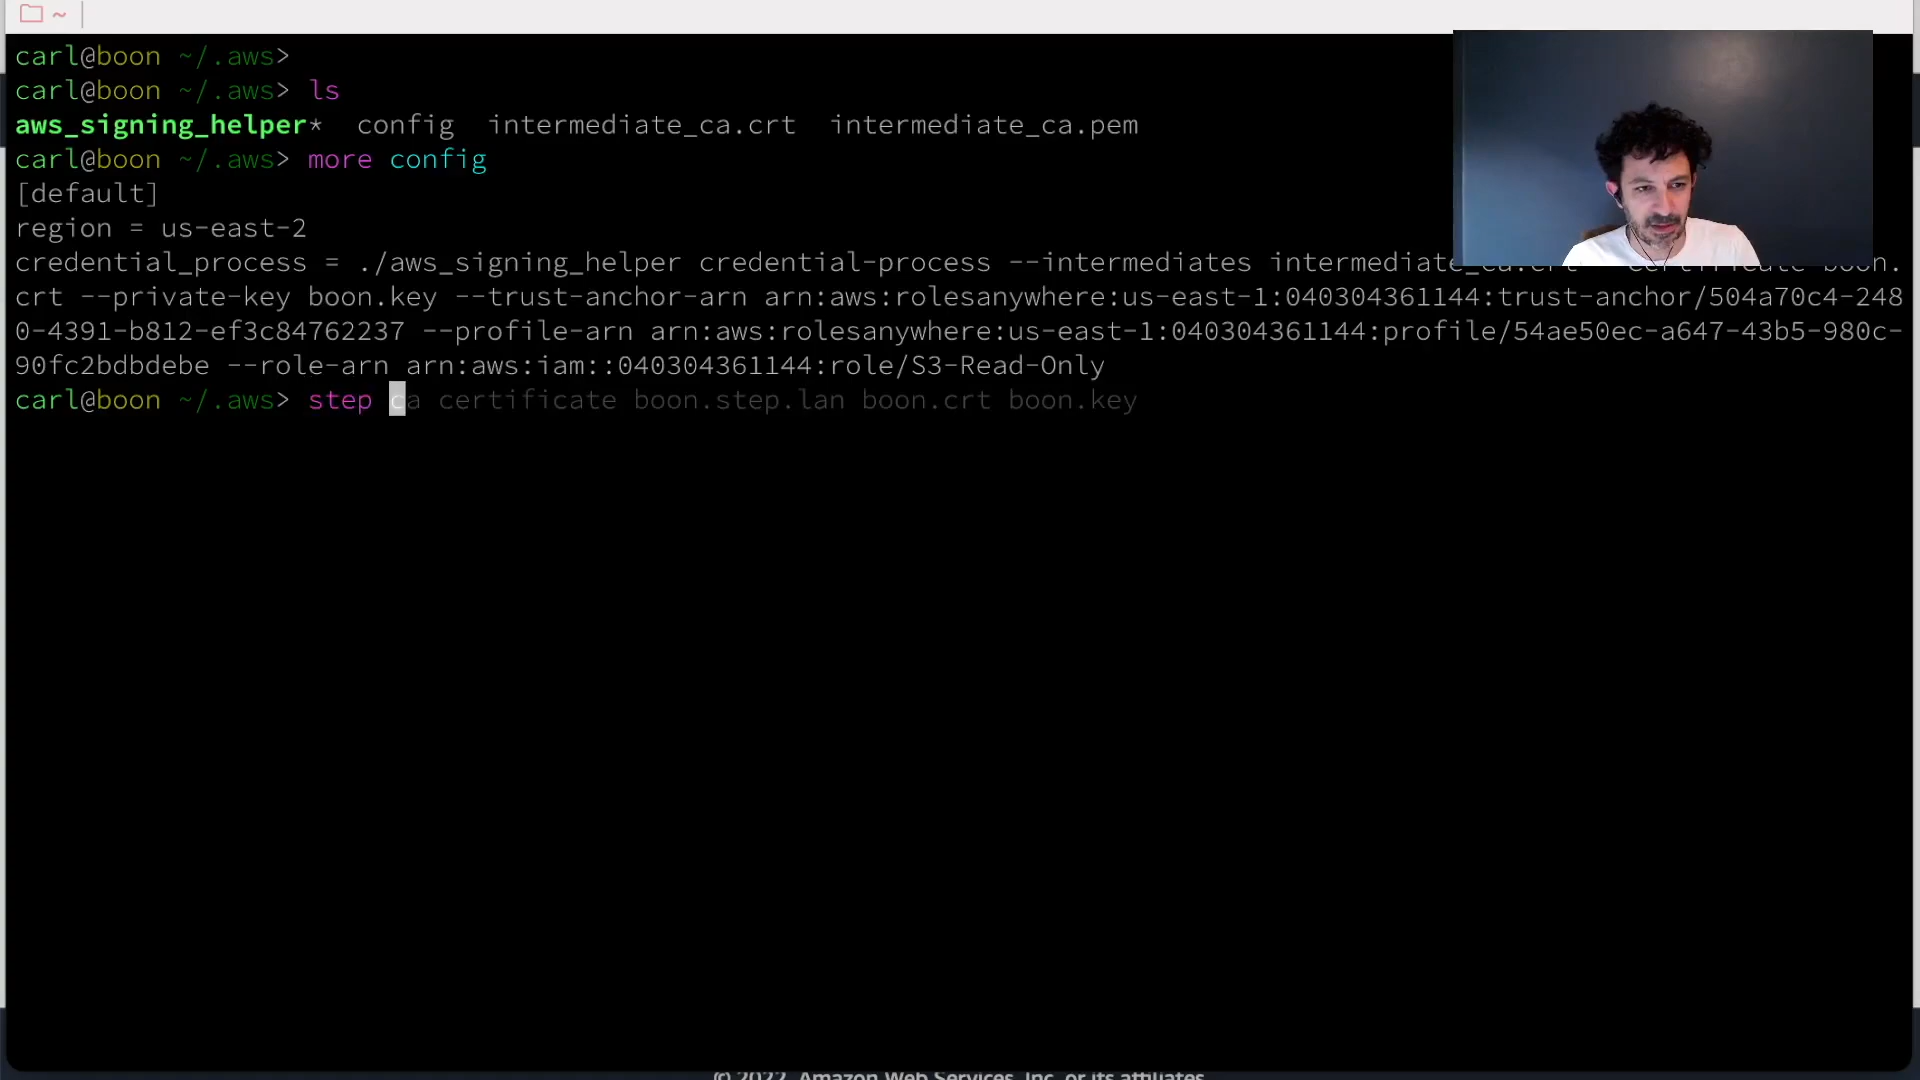 ~
carl@boon ~/.aws>
carl@boon ~/.aws> ls
aws_signing_helper*  config  intermediate_ca.crt  intermediate_ca.pem
carl@boon ~/.aws> more config
[default]
region = us-east-2
credential_process = ./aws_signing_helper credential-process --intermediates intermediate_ca.crt --certificate boon.
crt --private-key boon.key --trust-anchor-arn arn:aws:rolesanywhere:us-east-1:040304361144:trust-anchor/504a70c4-248
0-4391-b812-ef3c84762237 --profile-arn arn:aws:rolesanywhere:us-east-1:040304361144:profile/54ae50ec-a647-43b5-980c-
90fc2bdbdebe --role-arn arn:aws:iam::040304361144:role/S3-Read-Only
carl@boon ~/.aws> step ca certificate boon.step.lan boon.crt boon.key
© 2022, Amazon Web Services, Inc. or its affiliates